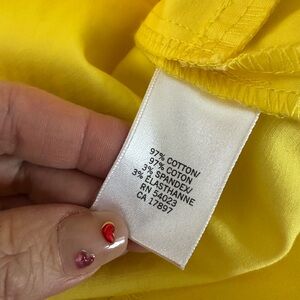 97% COTTON/
97% COTON
3% SPANDEX/
3% ELASTHANNE
RN 54023
CA 17897